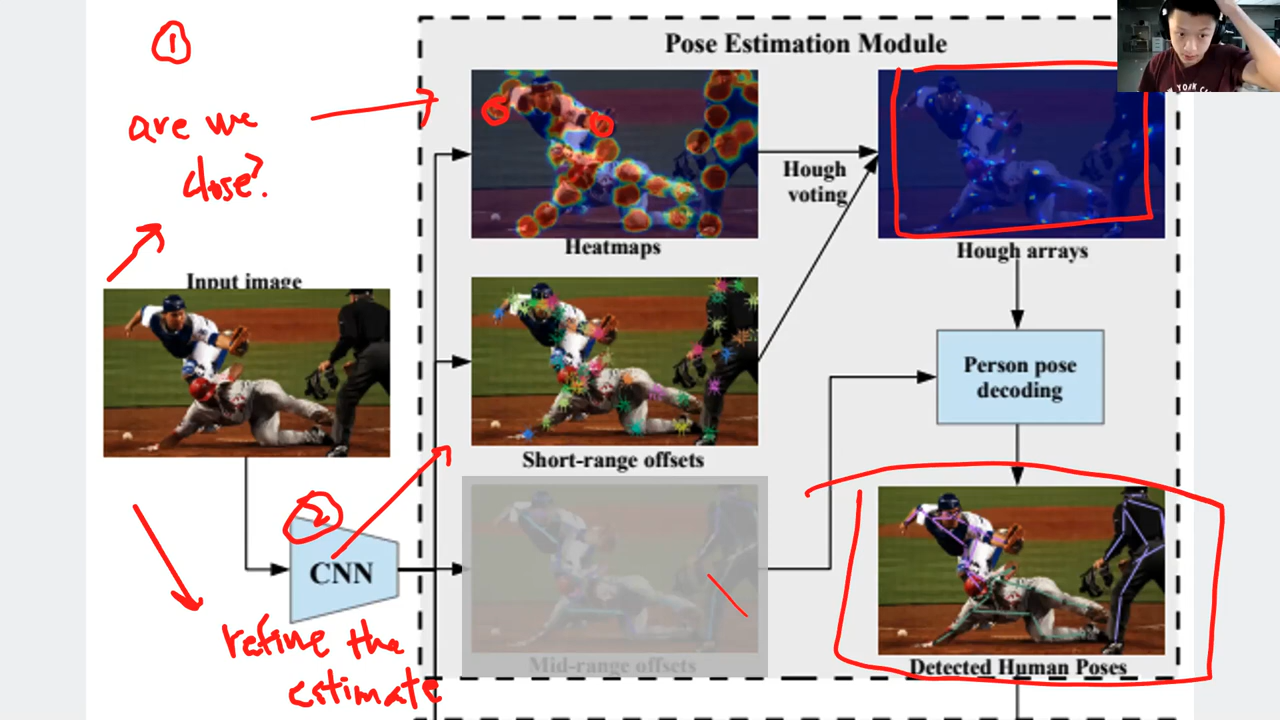 ①
are we
close?
Pose Estimation Module
Heatmaps
Hough
voting
Hough arrays
Input image
Short-range offsets
Person pose
decoding
②
CNN
Mid-range offsets
Detected Human Poses
refine the
estimate